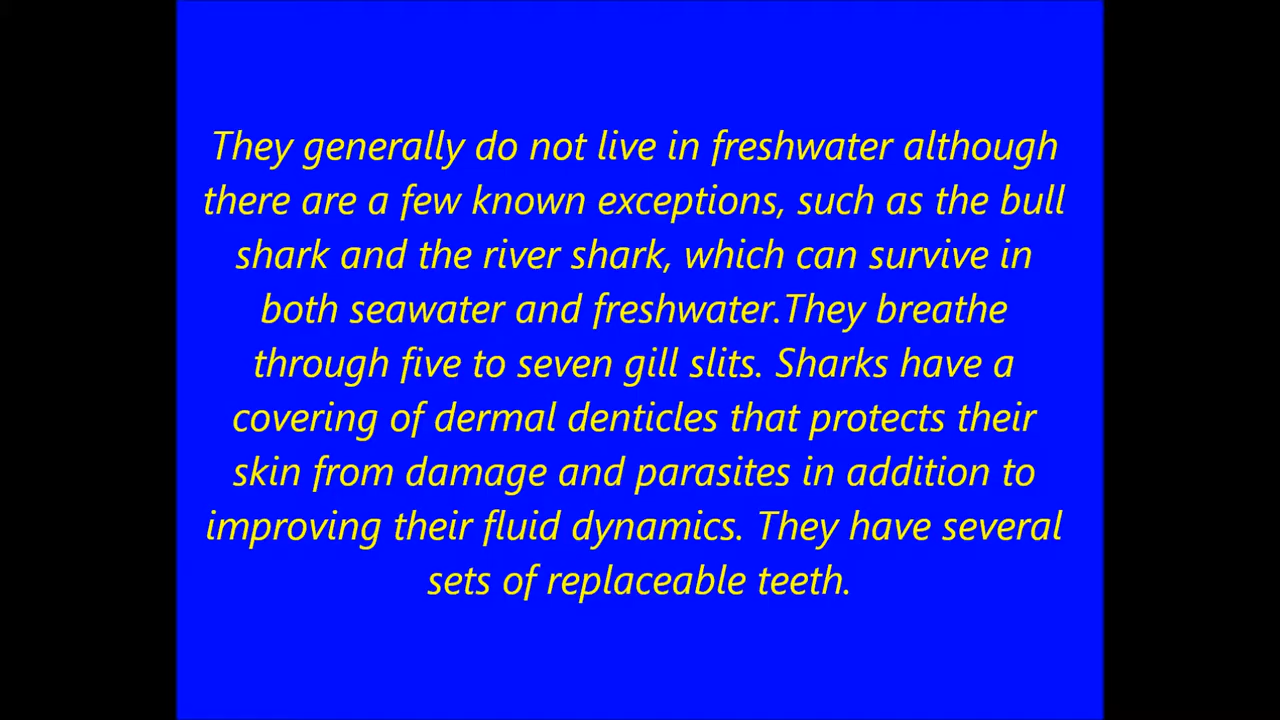 They generally do not live in freshwater although
there are a few known exceptions, such as the bull
shark and the river shark, which can survive in
both seawater and freshwater.They breathe
through five to seven gill slits. Sharks have a
covering of dermal denticles that protects their
skin from damage and parasites in addition to
improving their fluid dynamics. They have several
sets of replaceable teeth.